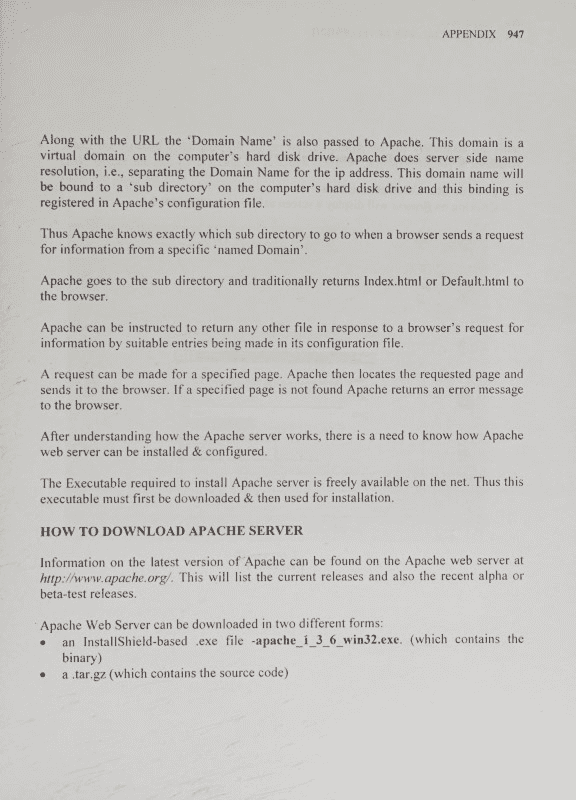 APPENDIX 947
Along with the URL the ‘Domain Name’ is also passed to Apache. This domain is a
virtual domain on the computer’s hard disk drive. Apache does server side name
resolution, i.e., separating the Domain Name for the ip address. This domain name will
be bound to a ‘sub directory’ on the computer’s hard disk drive and this binding is
registered in Apache’s configuration file.
Thus Apache knows exactly which sub directory to go to when a browser sends a request
for information from a specific ‘named Domain’.
Apache goes to the sub directory and traditionally returns Index.html or Default.html to
the browser.
Apache can be instructed to return any other file in response to a browser’s request for
information by suitable entries being made in its configuration file.
A request can be made for a specified page. Apache then locates the requested page and
sends it to the browser. If a specified page is not found Apache returns an error message
to the browser.
After understanding how the Apache server works, there is a need to know how Apache
web server can be installed & configured.
The Executable required to install Apache server is freely available on the net. Thus this
executable must first be downloaded & then used for installation.
HOW TO DOWNLOAD APACHE SERVER
Information on the latest version of Apache can be found on the Apache web server at
http://www.apache.org/. This will list the current releases and also the recent alpha or
beta-test releases.
Apache Web Server can be downloaded in two different forms:
• an InstallShield-based .exe file -apache_i_3_6_win32.exe. (which contains the
binary)
• a .tar.gz (which contains the source code)